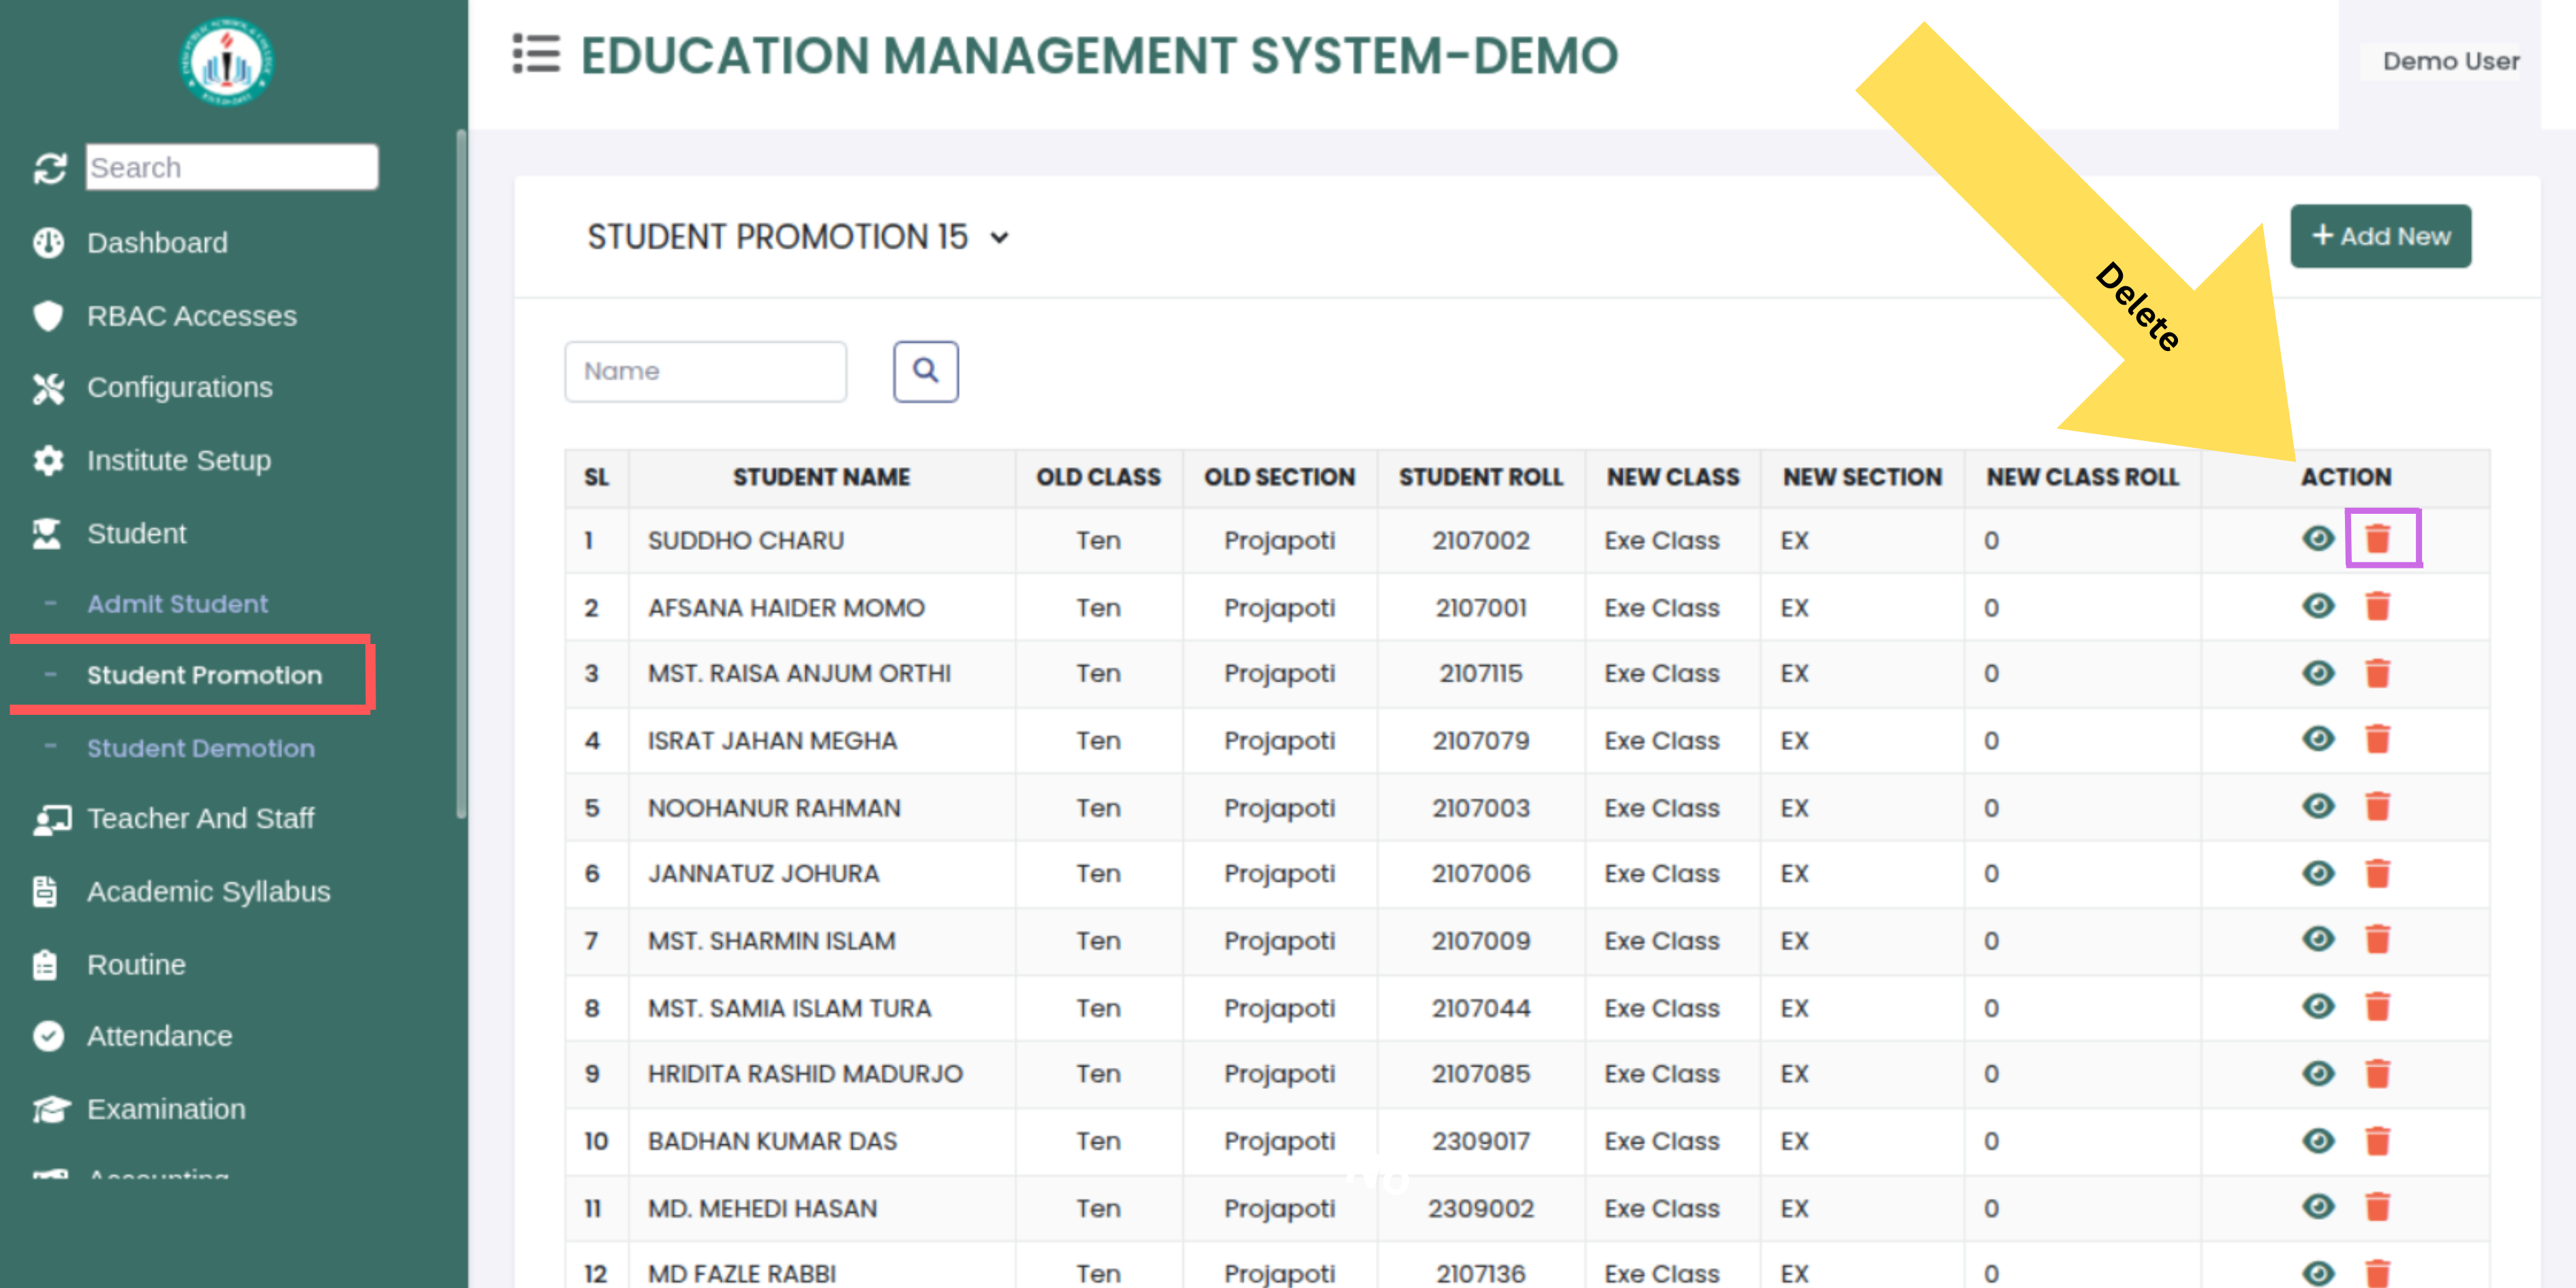 EDUCATION MANAGEMENT SYSTEM-DEMO
Demo User
Search
Dashboard
RBAC Accesses
Configurations
Institute Setup
Student
- Admit Student
- Student Promotion
- Student Demotion
Teacher And Staff
Academic Syllabus
Routine
Attendance
Examination
Accounting
STUDENT PROMOTION 15
+ Add New
Delete
Name
SL STUDENT NAME OLD CLASS OLD SECTION STUDENT ROLL NEW CLASS NEW SECTION NEW CLASS ROLL ACTION
1 SUDDHO CHARU Ten Projapoti 2107002 Exe Class EX 0
2 AFSANA HAIDER MOMO Ten Projapoti 2107001 Exe Class EX 0
3 MST. RAISA ANJUM ORTHI Ten Projapoti 2107115 Exe Class EX 0
4 ISRAT JAHAN MEGHA Ten Projapoti 2107079 Exe Class EX 0
5 NOOHANUR RAHMAN Ten Projapoti 2107003 Exe Class EX 0
6 JANNATUZ JOHURA Ten Projapoti 2107006 Exe Class EX 0
7 MST. SHARMIN ISLAM Ten Projapoti 2107009 Exe Class EX 0
8 MST. SAMIA ISLAM TURA Ten Projapoti 2107044 Exe Class EX 0
9 HRIDITA RASHID MADURJO Ten Projapoti 2107085 Exe Class EX 0
10 BADHAN KUMAR DAS Ten Projapoti 2309017 Exe Class EX 0
11 MD. MEHEDI HASAN Ten Projapoti 2309002 Exe Class EX 0
12 MD FAZLE RABBI Ten Projapoti 2107136 Exe Class EX 0